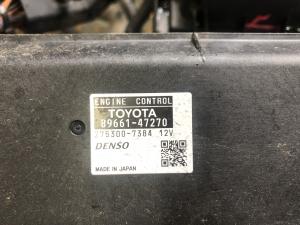 ENGINE CONTROL
TOYOTA
89661-47270
275300-7384 12V
DENSO
MADE IN JAPAN